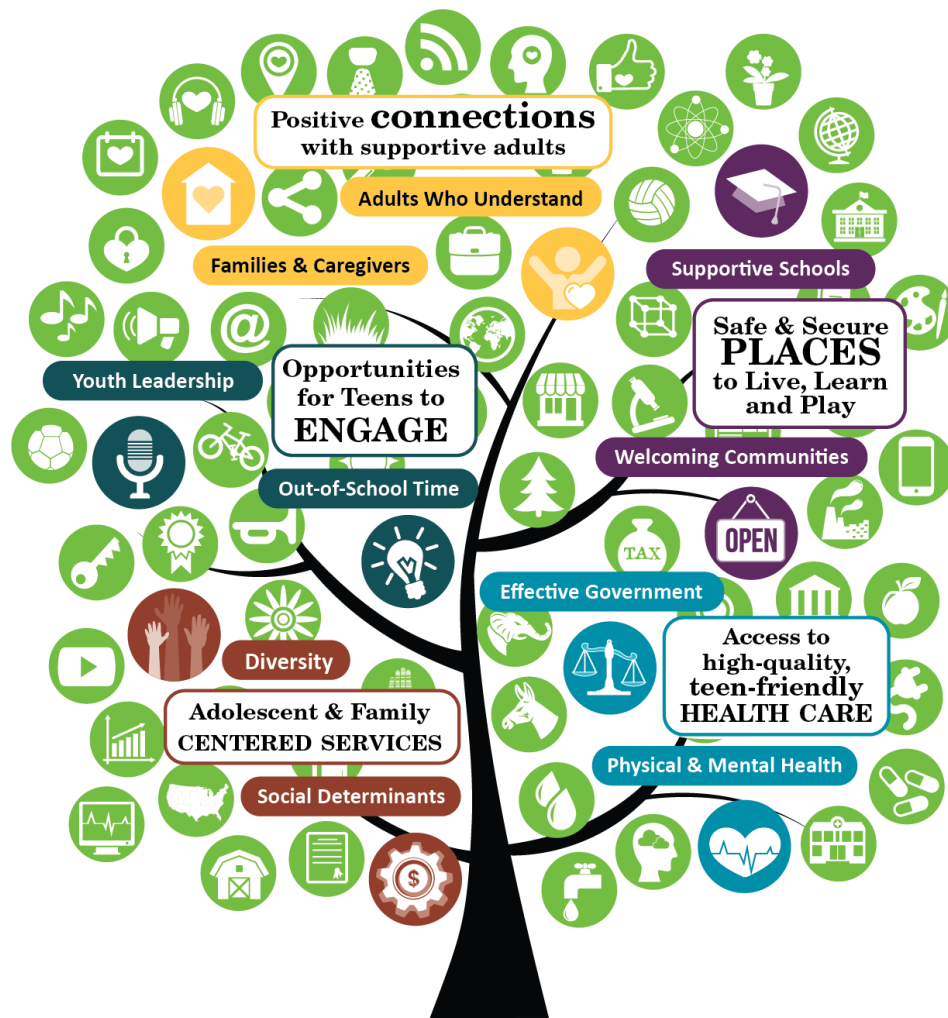 Positive connections
with supportive adults
Adults Who Understand
Families & Caregivers
Supportive Schools
@
Safe & Secure
PLACES
to Live, Learn
and Play
Youth Leadership
Opportunities
for Teens to
ENGAGE
Welcoming Communities
Out-of-School Time
OPEN
TAX
Effective Government
Access to
high-quality,
teen-friendly
HEALTH CARE
Diversity
Adolescent & Family
CENTERED SERVICES
Physical & Mental Health
Social Determinants
$